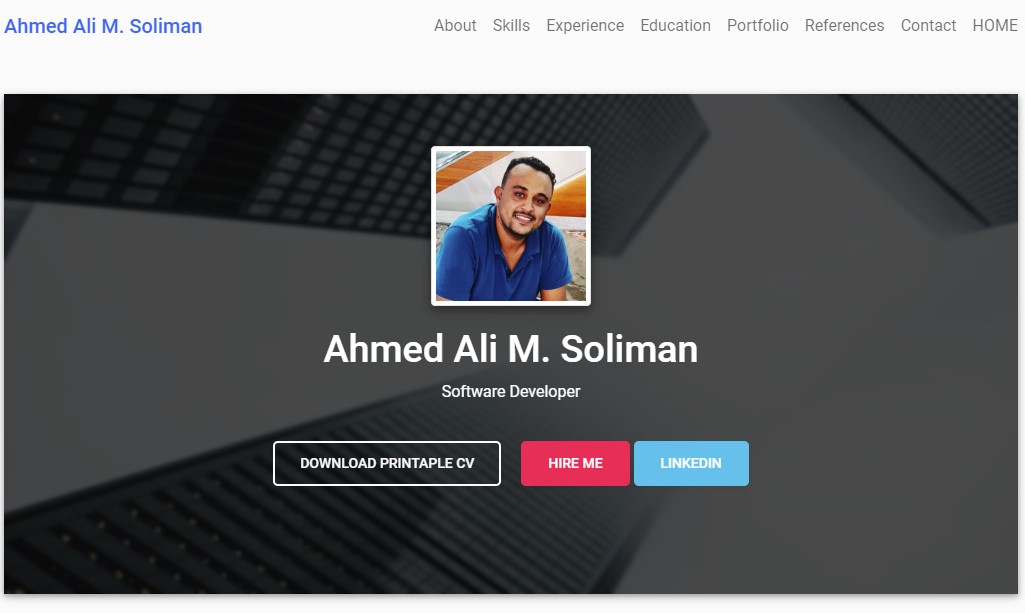 Ahmed Ali M. Soliman
About Skills Experience Education Portfolio References Contact HOME
Ahmed Ali M. Soliman
Software Developer
DOWNLOAD PRINTAPLE CV
HIRE ME
LINKEDIN